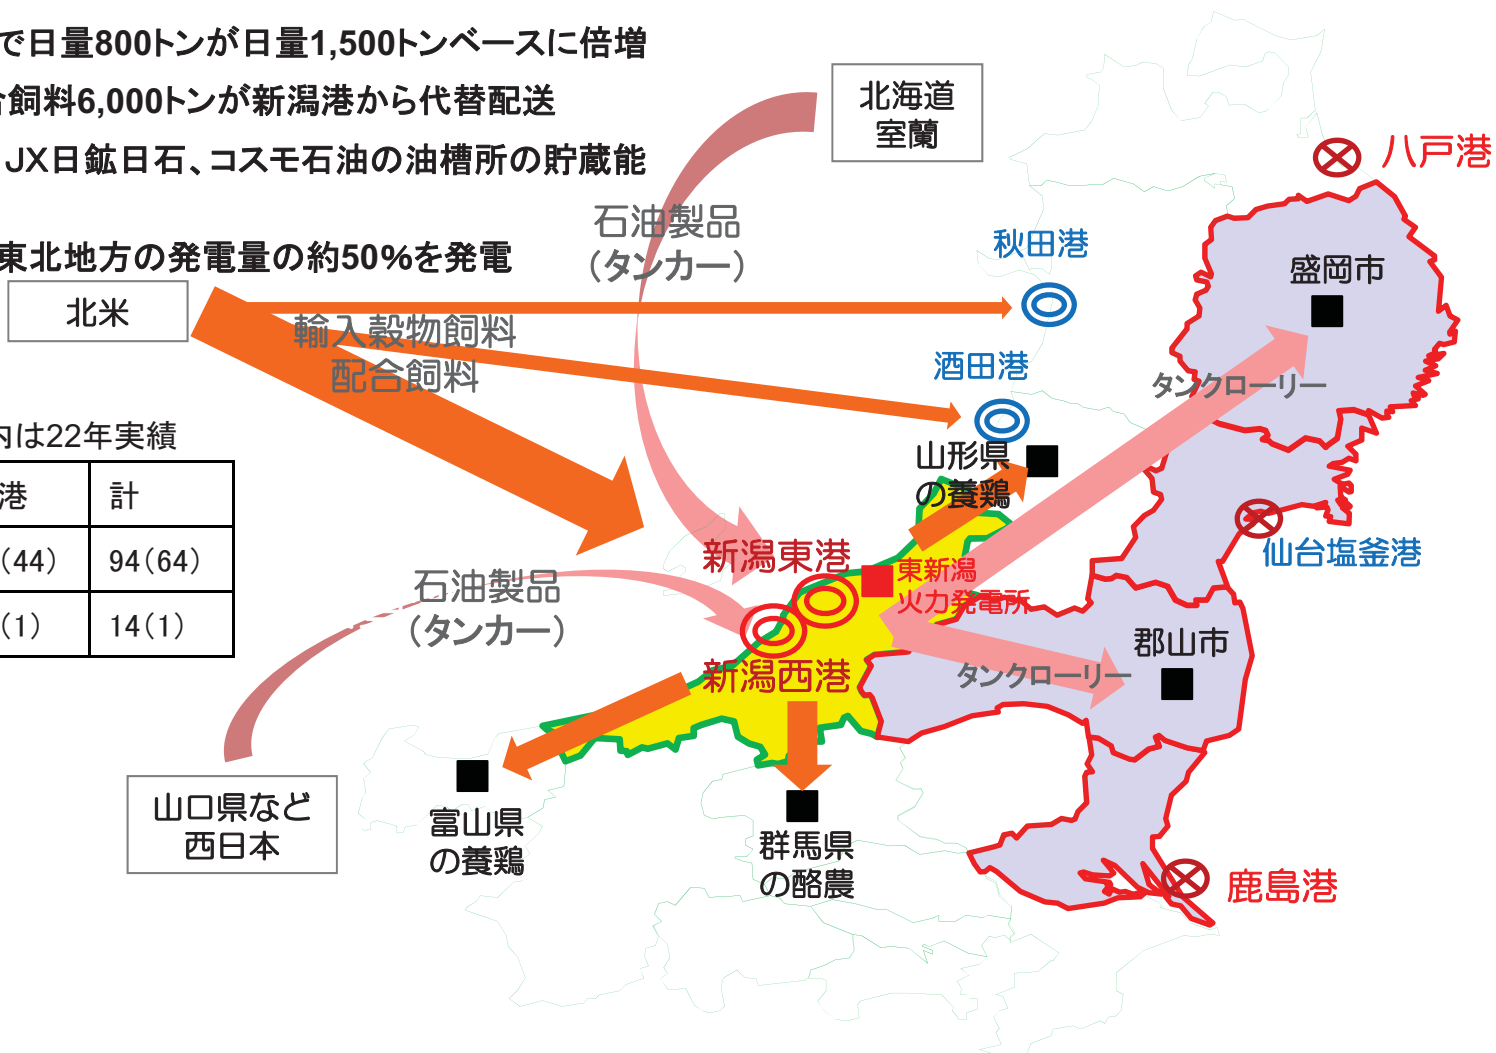 で日量800トンが日量1,500トンベースに倍増
合飼料6,000トンが新潟港から代替配送
JX日鉱日石、コスモ石油の油槽所の貯蔵能
東北地方の発電量の約50%を発電
北海道
室蘭
八戸港
石油製品
（タンカー）
秋田港
盛岡市
北米
輸入穀物飼料
配合飼料
酒田港
タンクローリー
内は22年実績
港
計
(44)
94(64)
(1)
14(1)
山形県
の養鶏
仙台塩釜港
新潟東港
東新潟
火力発電所
石油製品
（タンカー）
郡山市
新潟西港
タンクローリー
山口県など
西日本
富山県
の養鶏
群馬県
の酪農
鹿島港